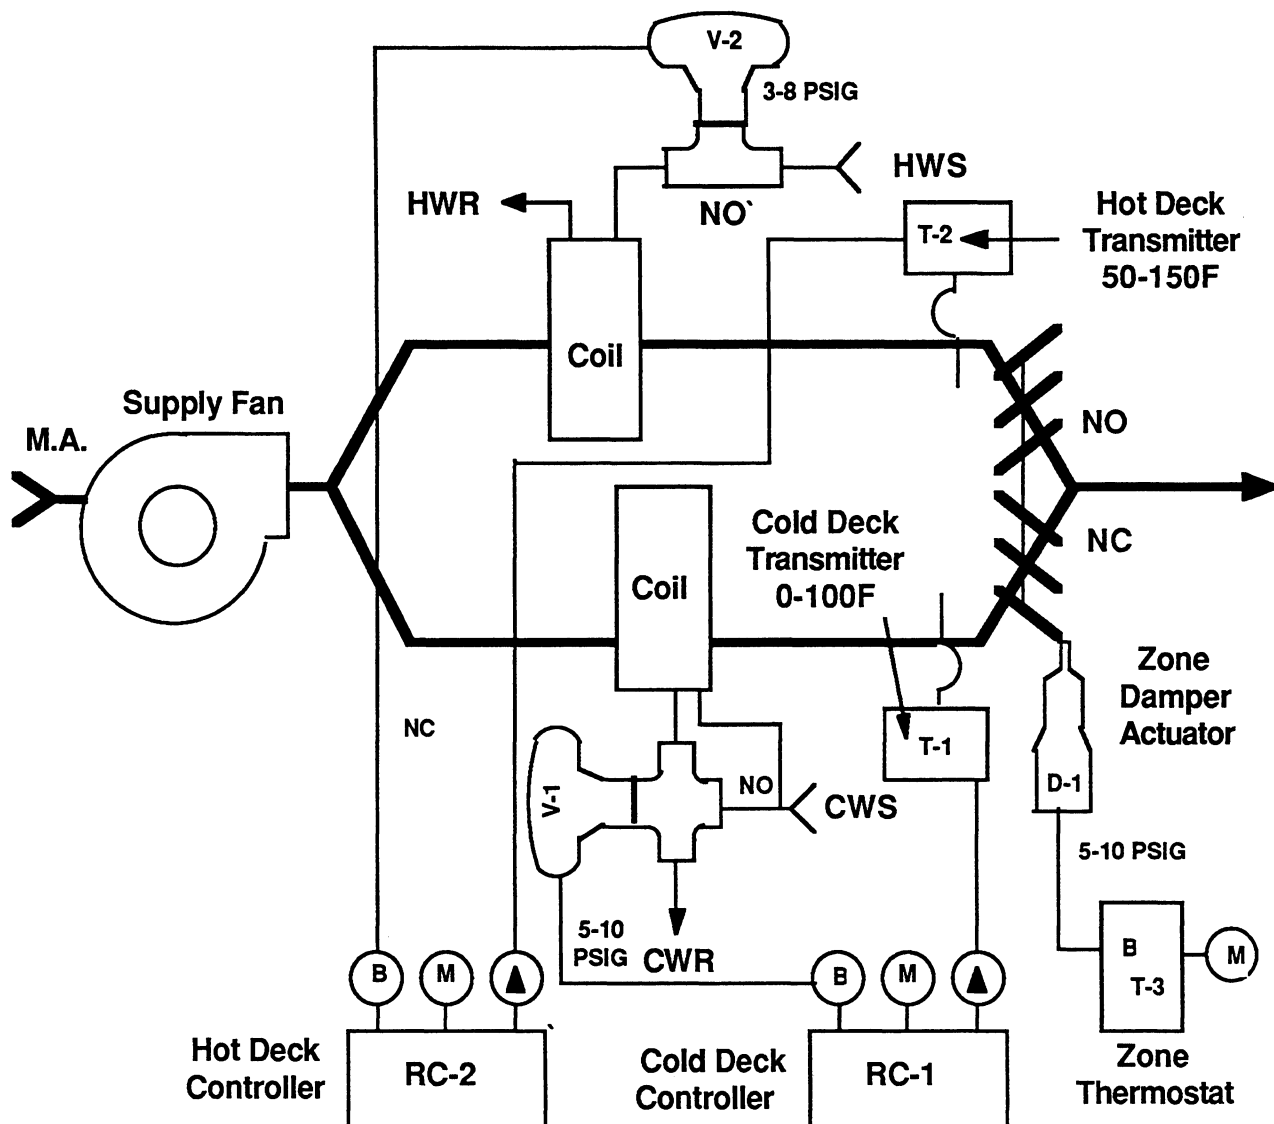 V-2
3-8 PSIG
HWS
HWR
NO`
T-2
Hot Deck
Transmitter
50-150F
Coil
Supply Fan
M.A.
NO
Cold Deck
Transmitter
0-100F
NC
Coil
Zone
Damper
Actuator
NC
T-1
V-1
NO
CWS
D-1
5-10 PSIG
5-10
PSIG
CWR
B
M
B
M
B
T-3
M
Hot Deck
Controller
RC-2
Cold Deck
Controller
RC-1
Zone
Thermostat